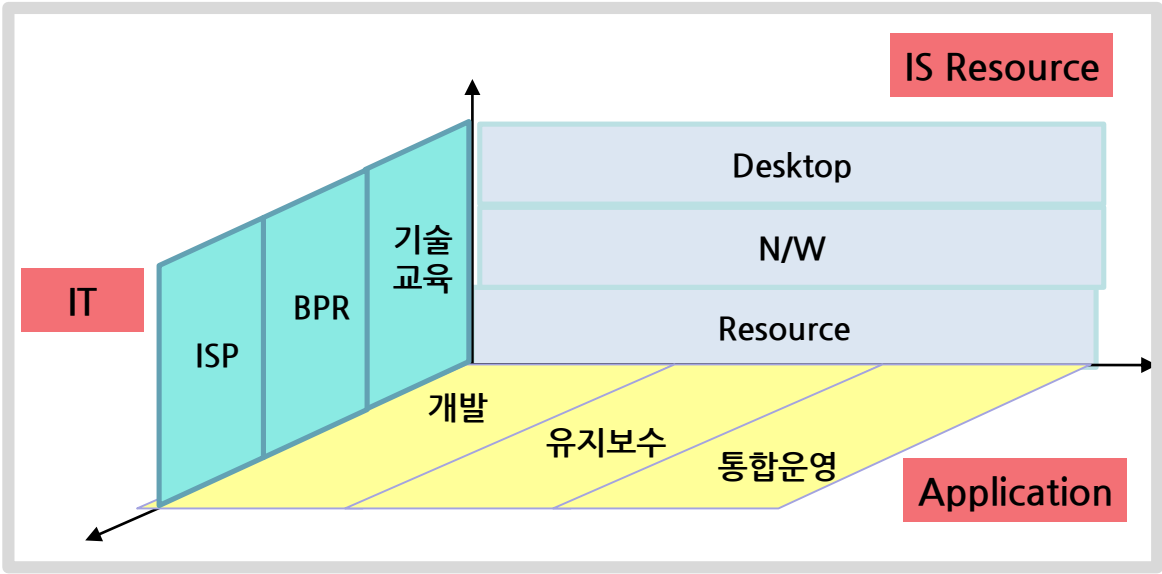 IS Resource
Desktop
N/W
Resource
IT
기술
교육
BPR
ISP
개발
유지보수
통합운영
Application